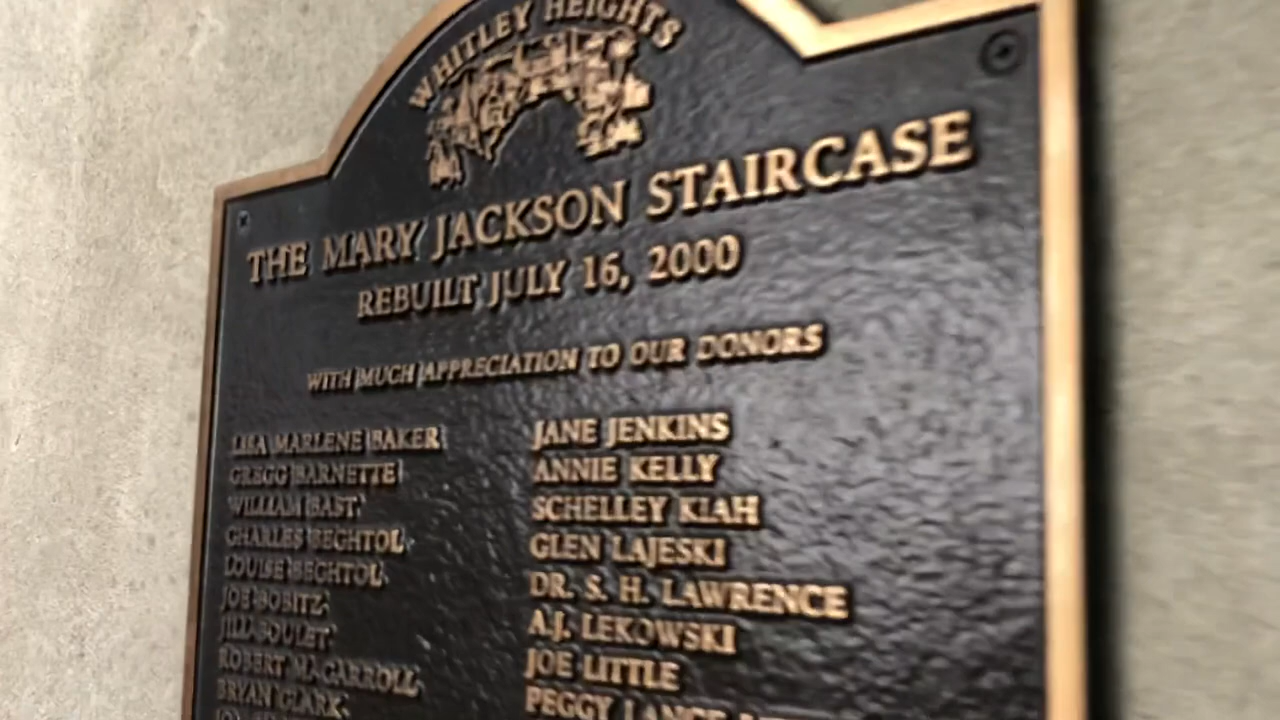 WHITLEY HEIGHTS
THE MARY JACKSON STAIRCASE
REBUILT JULY 16, 2000
WITH MUCH APPRECIATION TO OUR DONORS
LISA MARLENE BAKER
GREGG BARNETTE
WILLIAM BAST
CHARLES BECHTOL
LOUISE BECHTOL
JOE BOBITZ
JILL BOULET
ROBERT M. CARROLL
BRYAN CLARK
JANE JENKINS
ANNIE KELLY
SCHELLEY KIAH
GLEN LAJESKI
DR. S. H. LAWRENCE
A.J. LEKOWSKI
JOE LITTLE
PEGGY